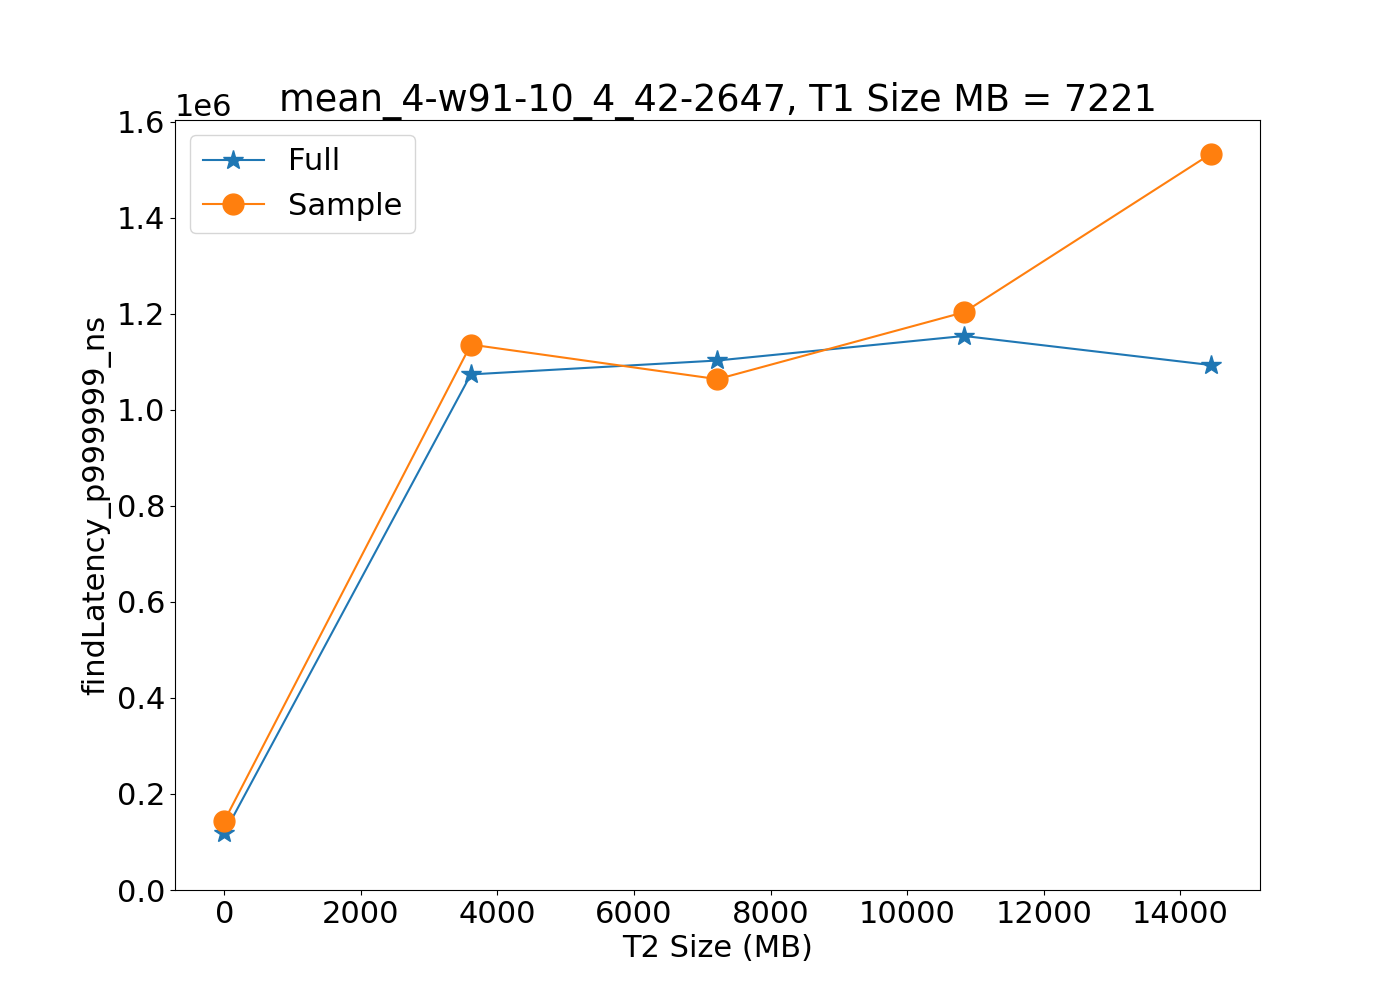 mean_4-w91-10_4_42-2647, T1 Size MB = 7221
1e6
Full
Sample
1.6
1.4
1.2
1.0
0.8
0.6
0.4
0.2
0.0
findLatency_p999999_ns
0 2000 4000 6000 8000 10000 12000 14000
T2 Size (MB)